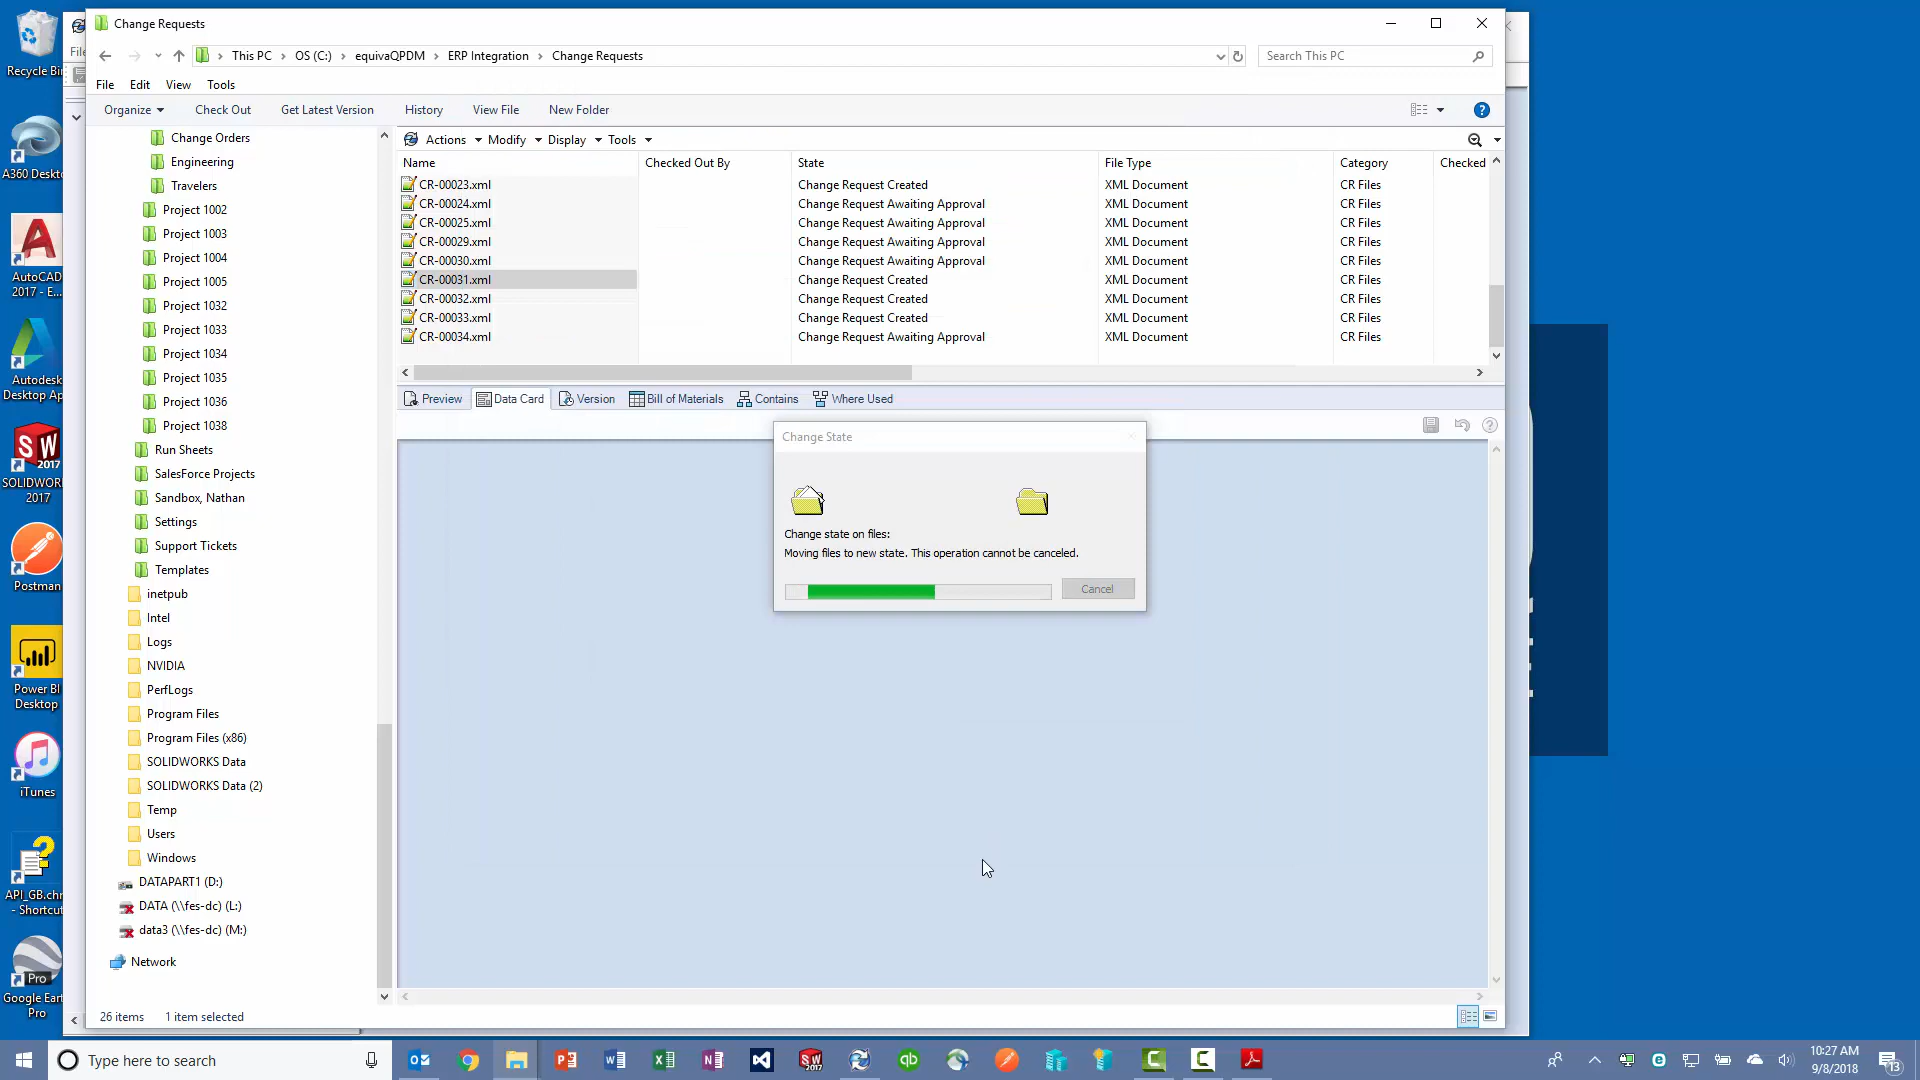 Change Requests
This PC
OS (C:)
equivaQPDM
ERP Integration
Change Requests
Search This PC
File
Edit
View
Tools
Organize
Check Out
Get Latest Version
History
View File
New Folder
Actions
Modify
Display
Tools
Name
Checked Out By
State
File Type
Category
Checked
CR-00023.xml Change Request Created XML Document CR Files
CR-00024.xml Change Request Awaiting Approval XML Document CR Files
CR-00025.xml Change Request Awaiting Approval XML Document CR Files
CR-00029.xml Change Request Awaiting Approval XML Document CR Files
CR-00030.xml Change Request Awaiting Approval XML Document CR Files
CR-00031.xml Change Request Created XML Document CR Files
CR-00032.xml Change Request Created XML Document CR Files
CR-00033.xml Change Request Created XML Document CR Files
CR-00034.xml Change Request Awaiting Approval XML Document CR Files
Preview
Data Card
Version
Bill of Materials
Contains
Where Used
Change State
Change state on files:
Moving files to new state. This operation cannot be canceled.
Cancel
Change Orders
Engineering
Travelers
Project 1002
Project 1003
Project 1004
Project 1005
Project 1032
Project 1033
Project 1034
Project 1035
Project 1036
Project 1038
Run Sheets
SalesForce Projects
Sandbox, Nathan
Settings
Support Tickets
Templates
inetpub
Intel
Logs
NVIDIA
PerfLogs
Program Files
Program Files (x86)
SOLIDWORKS Data
SOLIDWORKS Data (2)
Temp
Users
Windows
DATAPART1 (D:)
DATA (\\fes-dc) (L:)
data3 (\\fes-dc) (M:)
Network
26 items
1 item selected
Recycle Bin
A360 Deskto
AutoCAD
2017 - E...
Autodesk
Desktop Ap
SW
2017
SOLIDWOR
2017
Postman
Power BI
Desktop
iTunes
API_GB.chr
- Shortcut
Pro
Google Eart
Pro
Type here to search
10:27 AM
9/8/2018
13